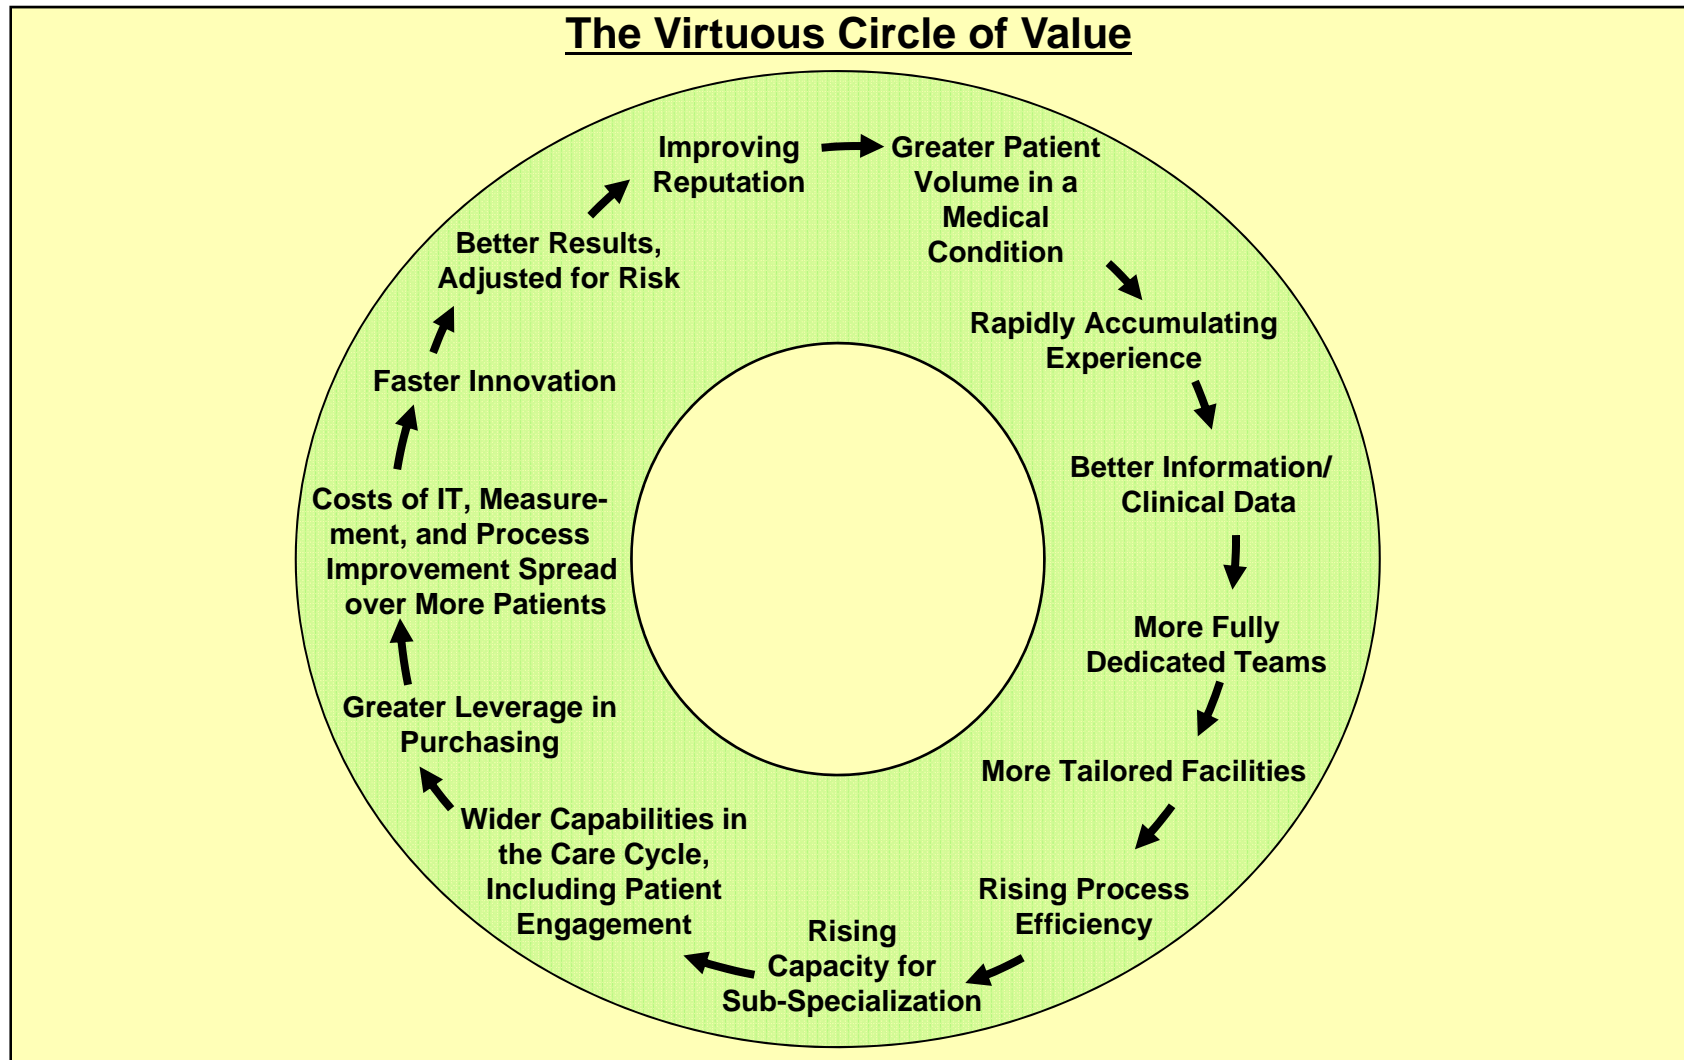 The Virtuous Circle of Value
Improving
Reputation
Greater Patient
Volume in a
Medical
Condition
Rapidly Accumulating
Experience
Better Information/
Clinical Data
More Fully
Dedicated Teams
More Tailored Facilities
Rising Process
Efficiency
Rising
Capacity for
Sub-Specialization
Wider Capabilities in
the Care Cycle,
Including Patient
Engagement
Greater Leverage in
Purchasing
Costs of IT, Measure-
ment, and Process
Improvement Spread
over More Patients
Faster Innovation
Better Results,
Adjusted for Risk